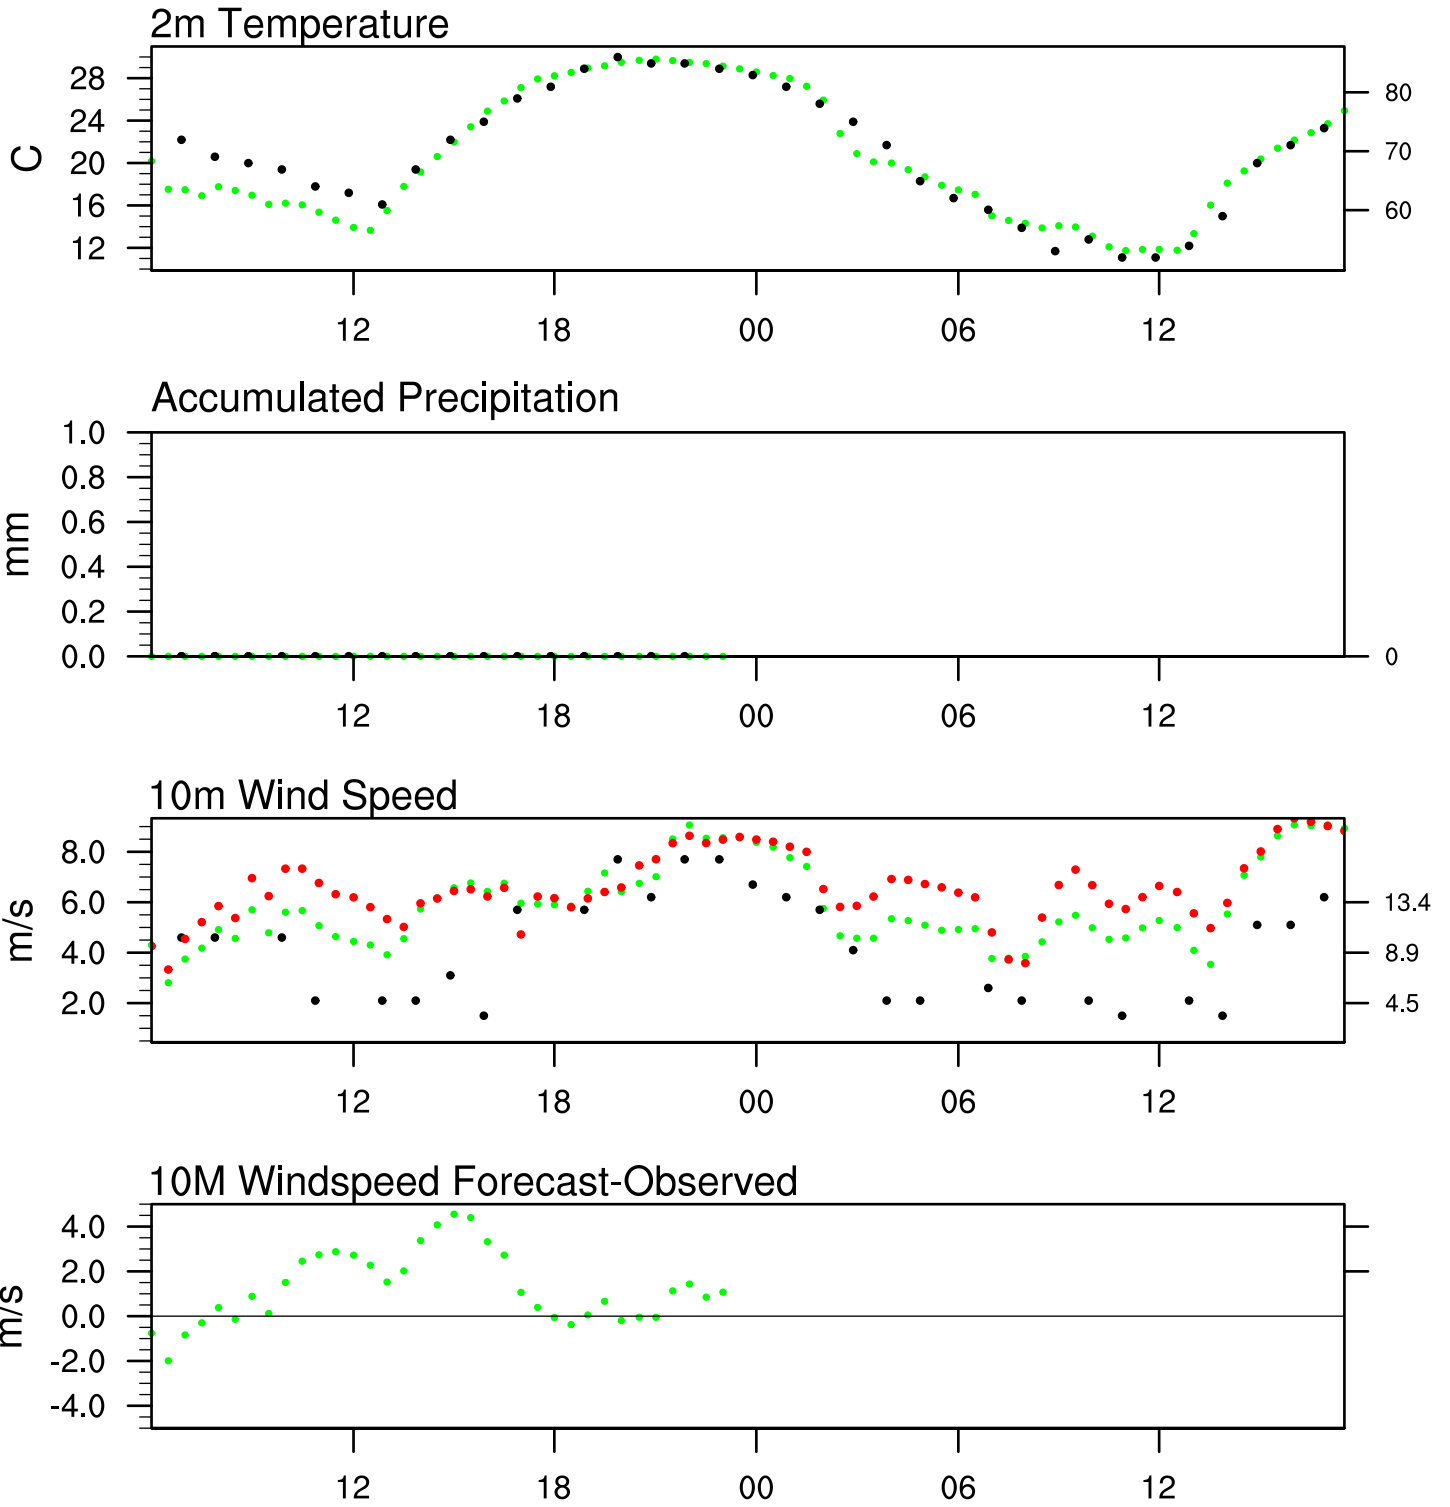 2m Temperature
28
24
20
16
12
C
80
70
60
12 18 00 06 12
Accumulated Precipitation
1.0
0.8
0.6
0.4
0.2
0.0
mm
0
12 18 00 06 12
10m Wind Speed
8.0
6.0
4.0
2.0
m/s
13.4
8.9
4.5
12 18 00 06 12
10M Windspeed Forecast-Observed
4.0
2.0
0.0
-2.0
-4.0
m/s
12 18 00 06 12